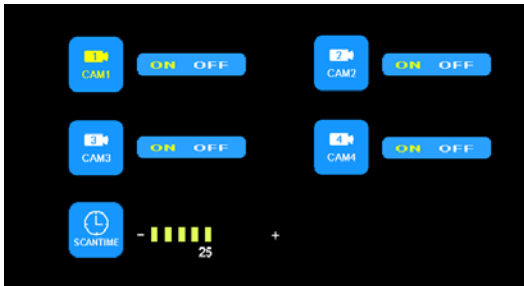 1 ON OFF 2 ON OFF
CAM1 CAM2
3 ON OFF 4 ON OFF
CAM3 CAM4
SCANTIME - +
25